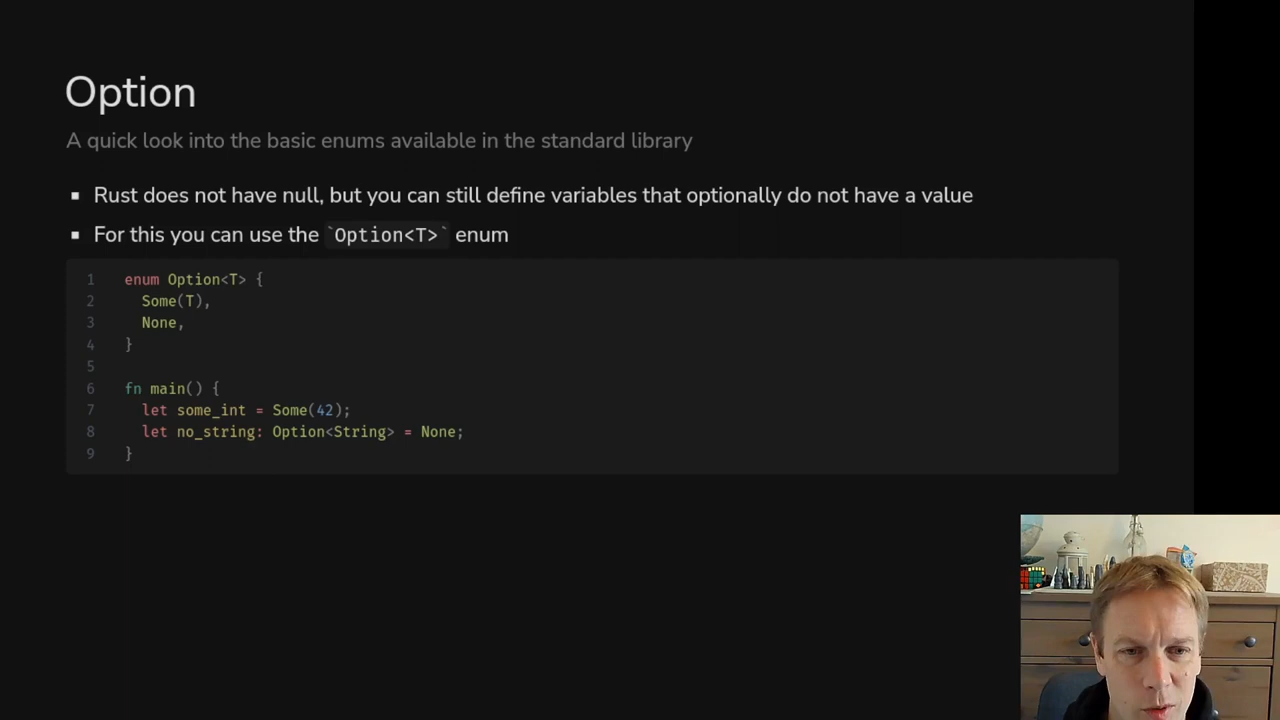 Option
A quick look into the basic enums available in the standard library
▪ Rust does not have null, but you can still define variables that optionally do not have a value
▪ For this you can use the `Option<T>` enum
1 enum Option<T> {
2   Some(T),
3   None,
4 }
5
6 fn main() {
7   let some_int = Some(42);
8   let no_string: Option<String> = None;
9 }